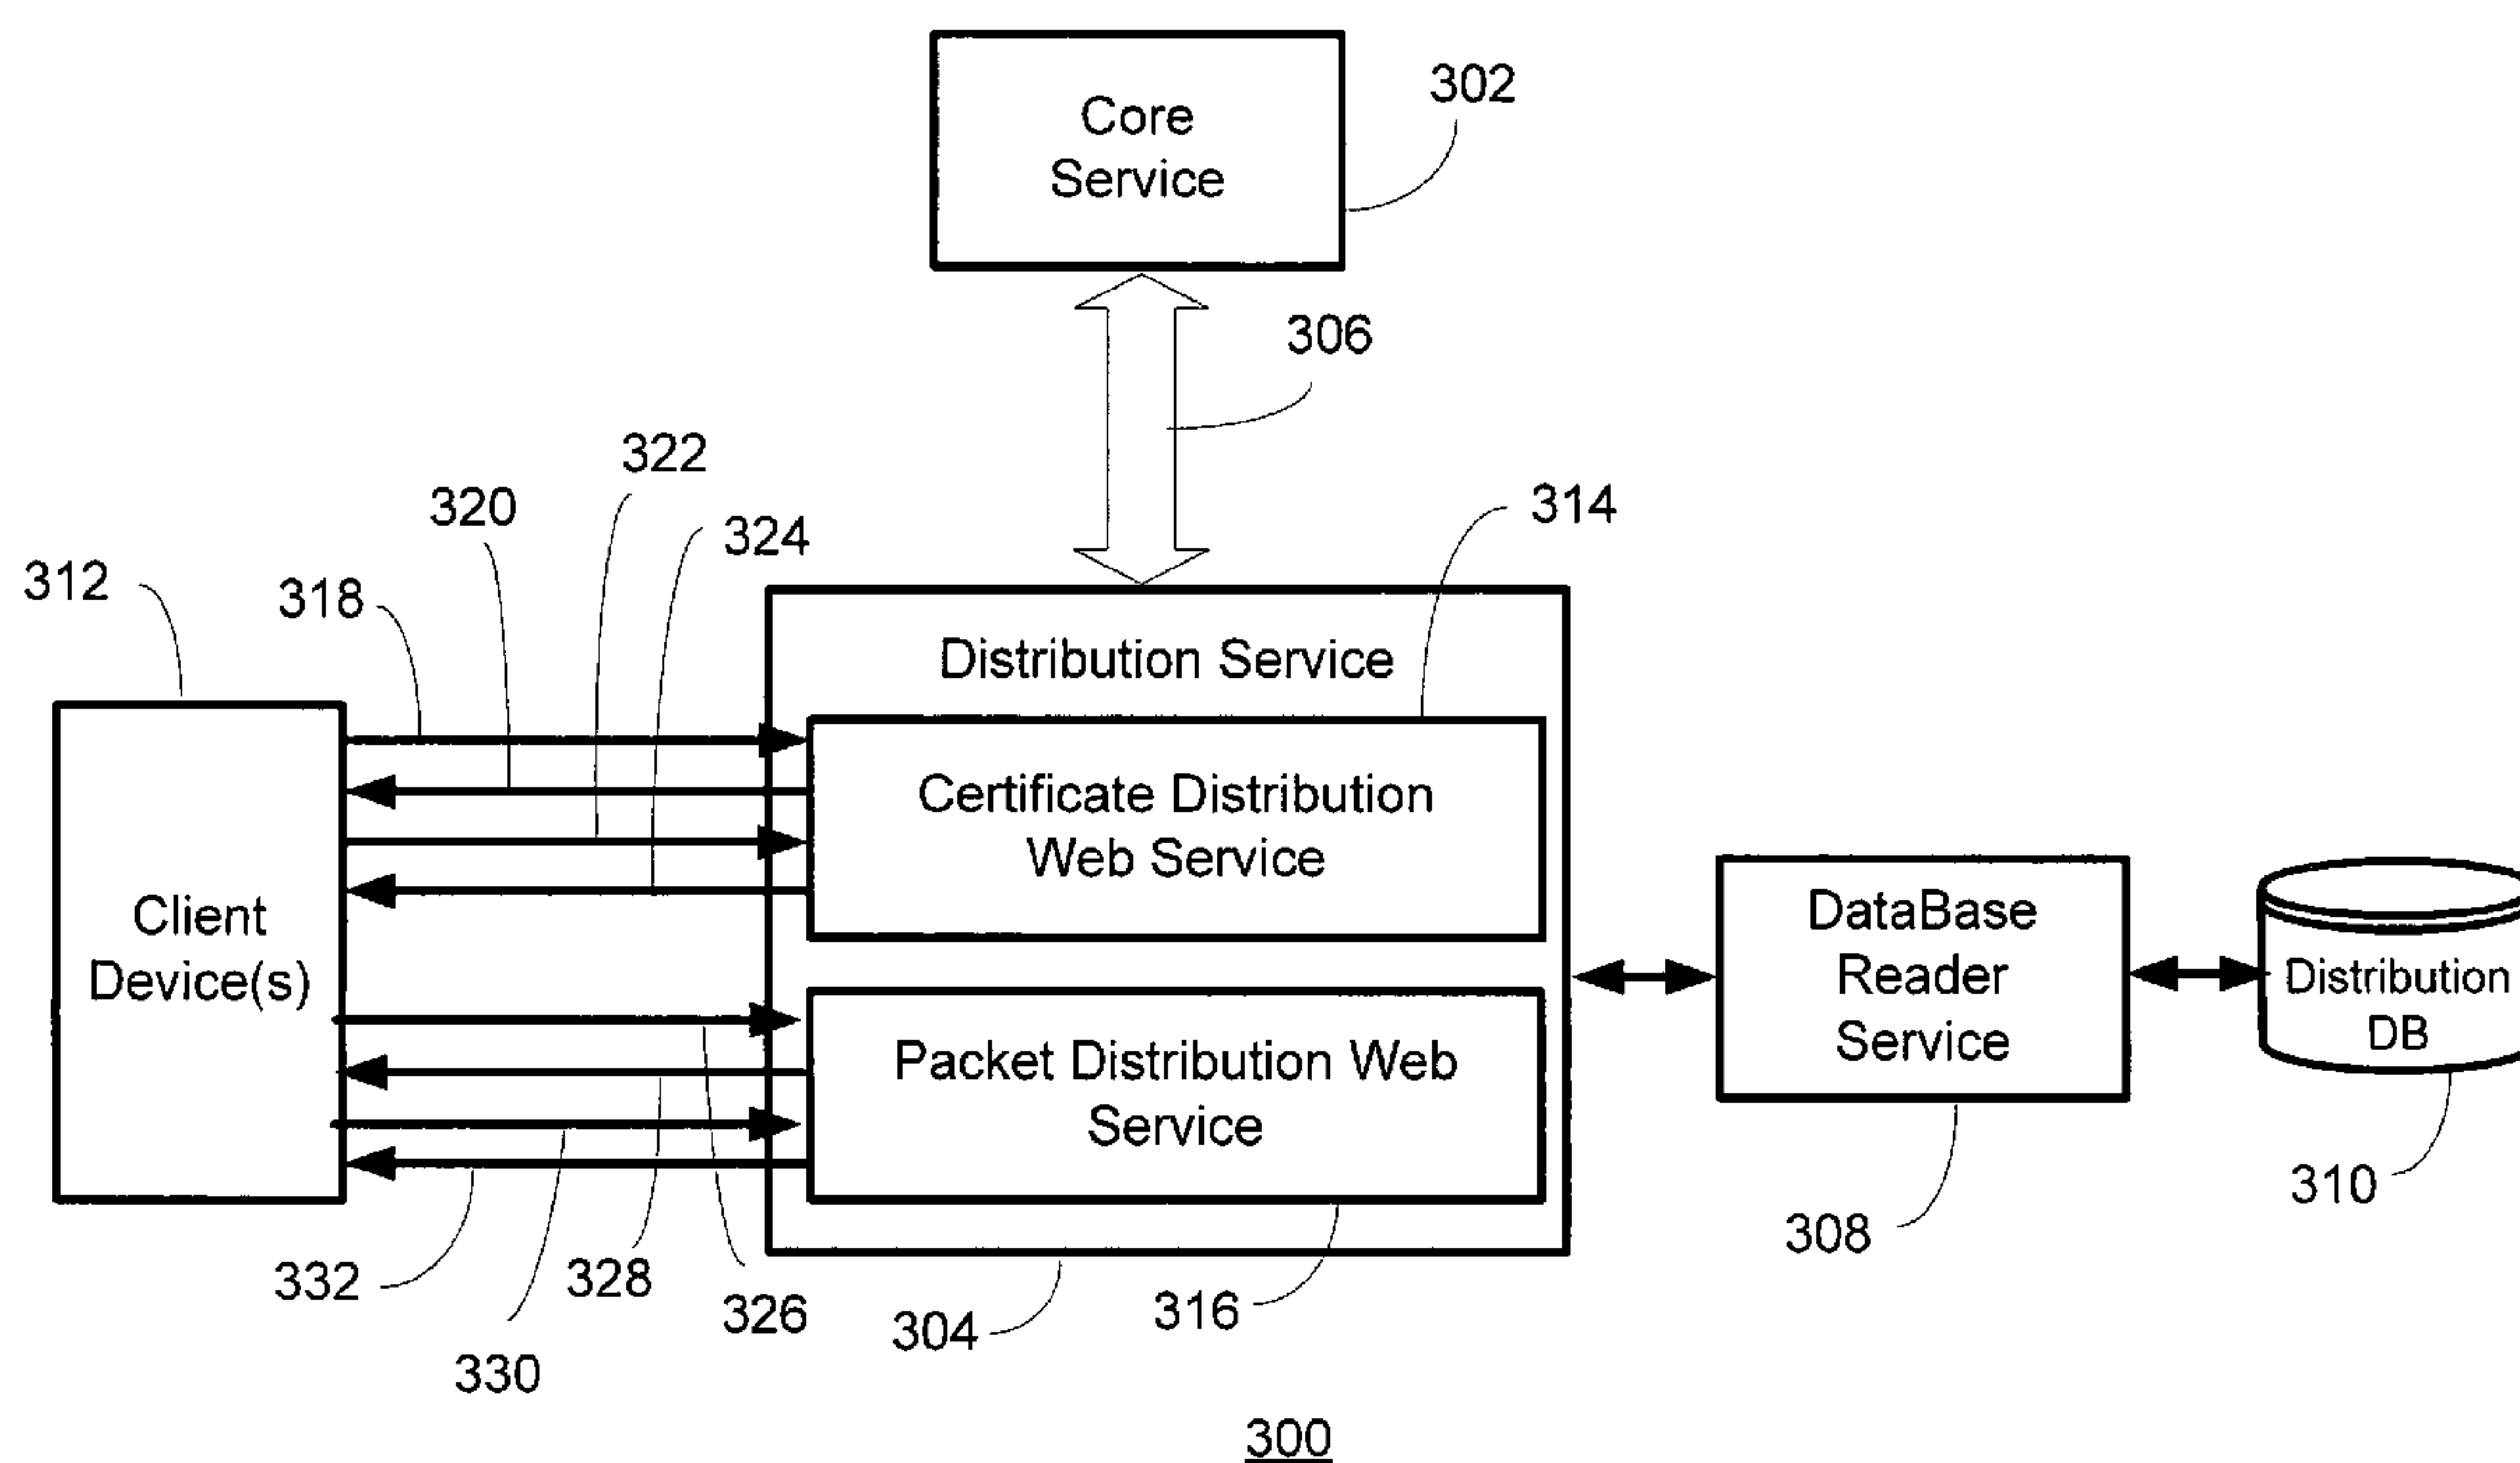 Core
Service
302
306
322
320
324
314
312
318
Distribution Service
Certificate Distribution
Web Service
Client
Device(s)
DataBase
Reader
Service
Distribution
DB
Packet Distribution Web
Service
310
308
332
328
326
304
316
330
300